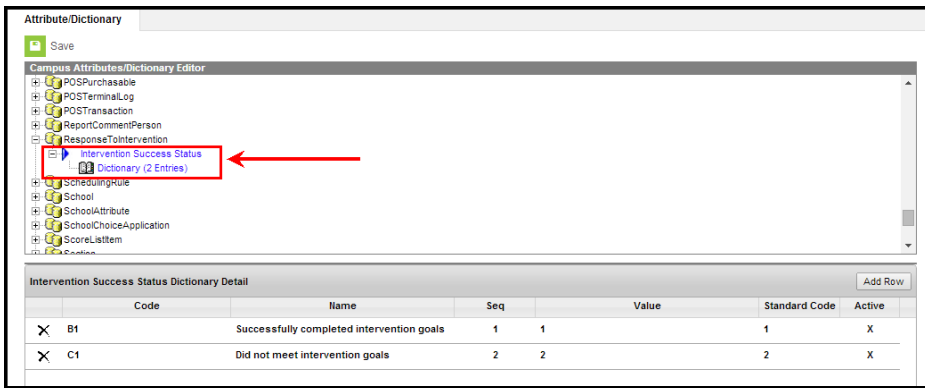 Attribute/Dictionary
Save
Campus Attributes/Dictionary Editor
POSPurchasable
POSTerminalLog
POSTransaction
ReportCommentPerson
ResponseToIntervention
Intervention Success Status
Dictionary (2 Entries)
SchedulingRule
School
SchoolAttribute
SchoolChoiceApplication
ScoreListItem
Section
Intervention Success Status Dictionary Detail Add Row
Code Name Seq Value Standard Code Active
X B1 Successfully completed intervention goals 1 1 1 X
X C1 Did not meet intervention goals 2 2 2 X